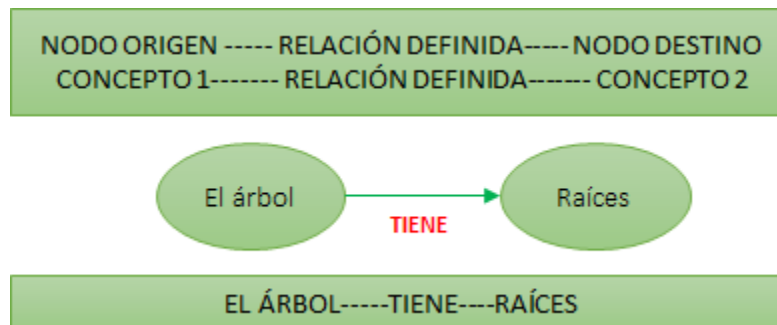 NODO ORIGEN ----- RELACIÓN DEFINIDA----- NODO DESTINO
CONCEPTO 1------- RELACIÓN DEFINIDA------- CONCEPTO 2
El árbol
TIENE
Raíces
EL ÁRBOL-----TIENE----RAÍCES